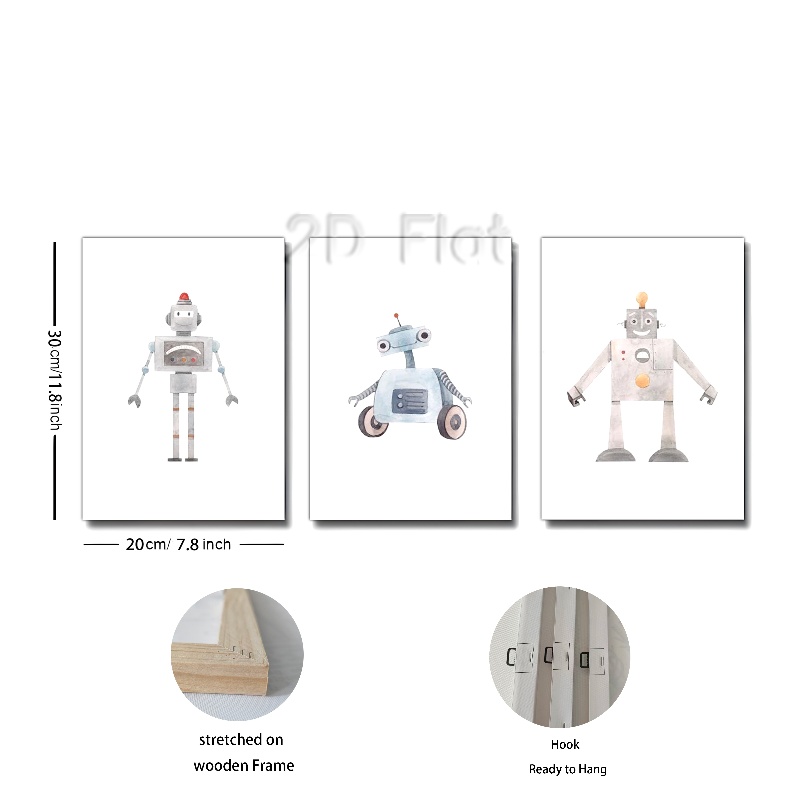 2D Flat
30cm/11.8inch
20cm/ 7.8 inch
stretched on
wooden Frame
Hook
Ready to Hang